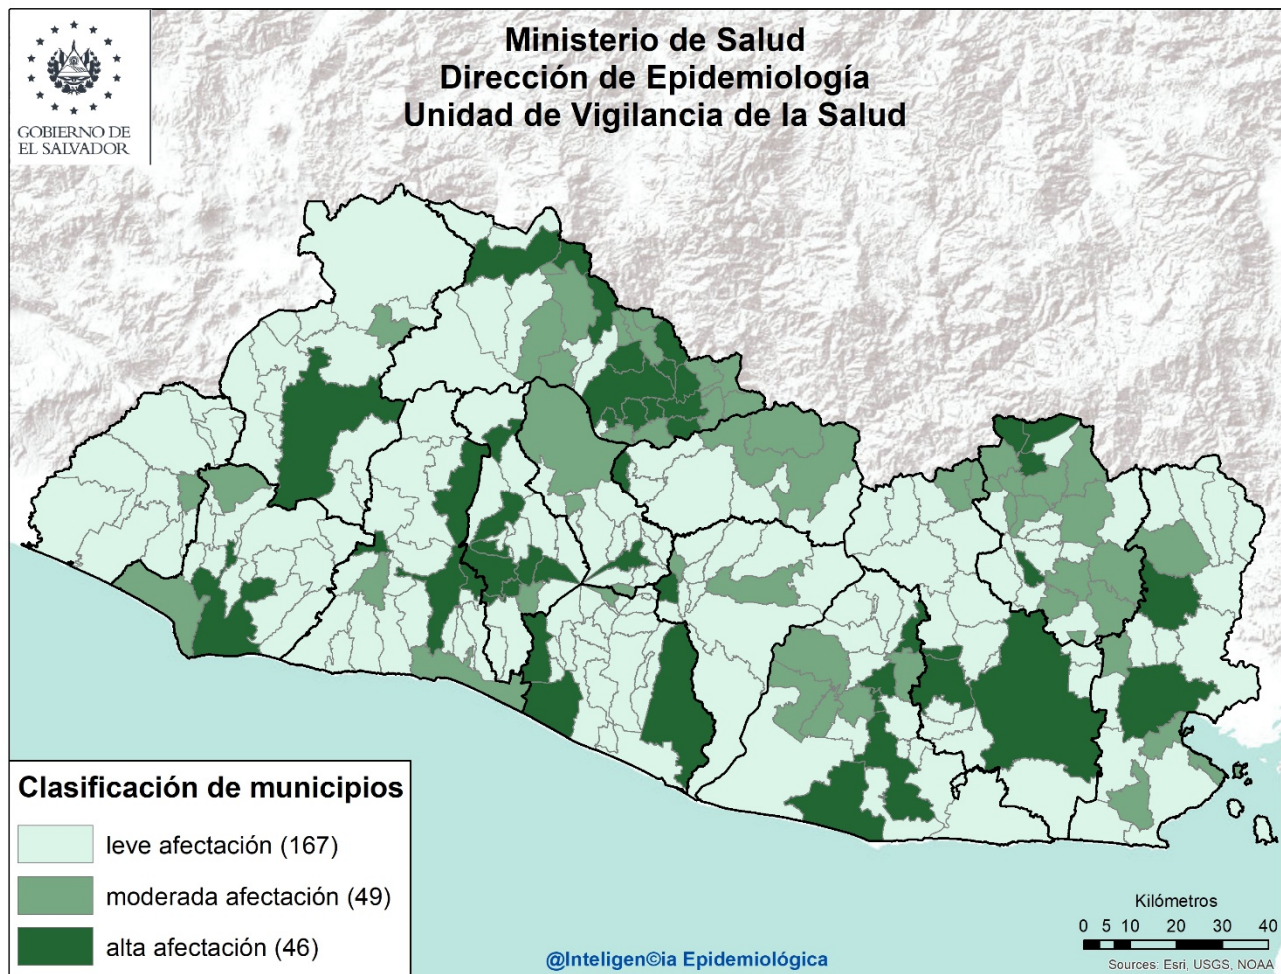 Ministerio de Salud
Dirección de Epidemiología
Unidad de Vigilancia de la Salud
GOBIERNO DE
EL SALVADOR
Clasificación de municipios
leve afectación (167)
moderada afectación (49)
alta afectación (46)
@Inteligen©ia Epidemiológica
Kilómetros
0 5 10 20 30 40
Sources: Esri, USGS, NOAA